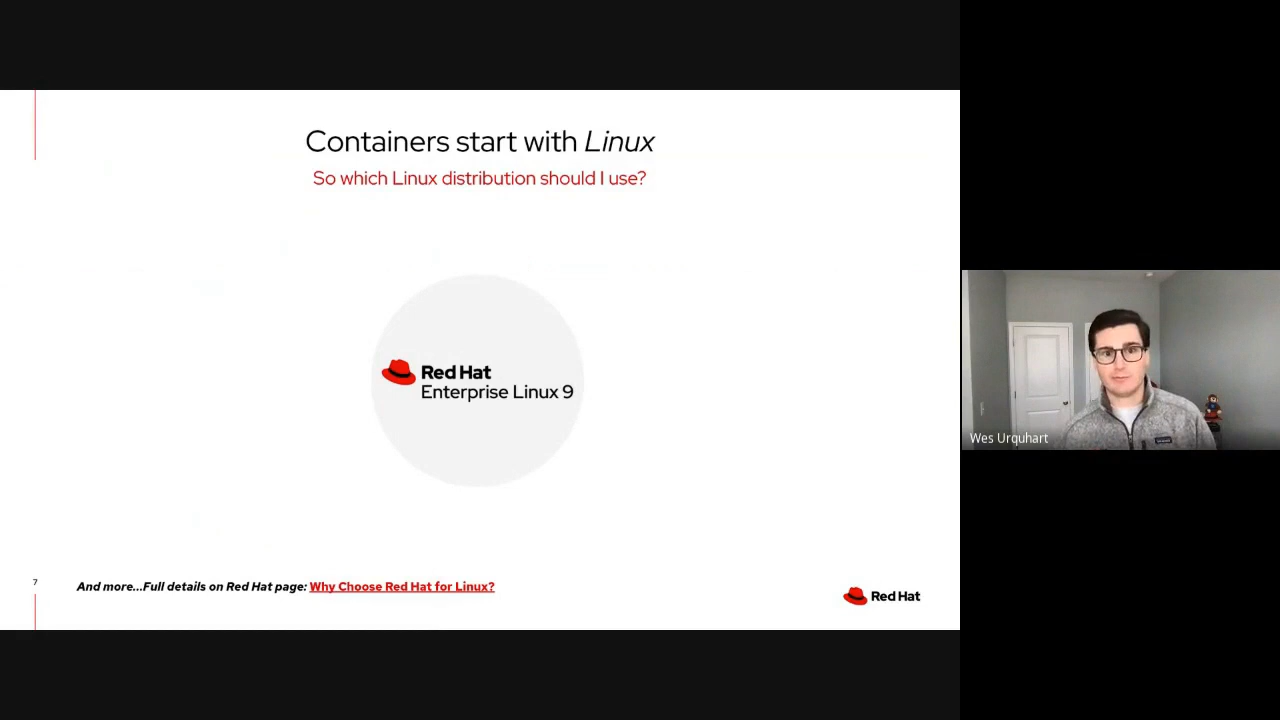 Containers start with Linux
So which Linux distribution should I use?
Red Hat
Enterprise Linux 9
7
And more...Full details on Red Hat page: Why Choose Red Hat for Linux?
Red Hat
Wes Urquhart